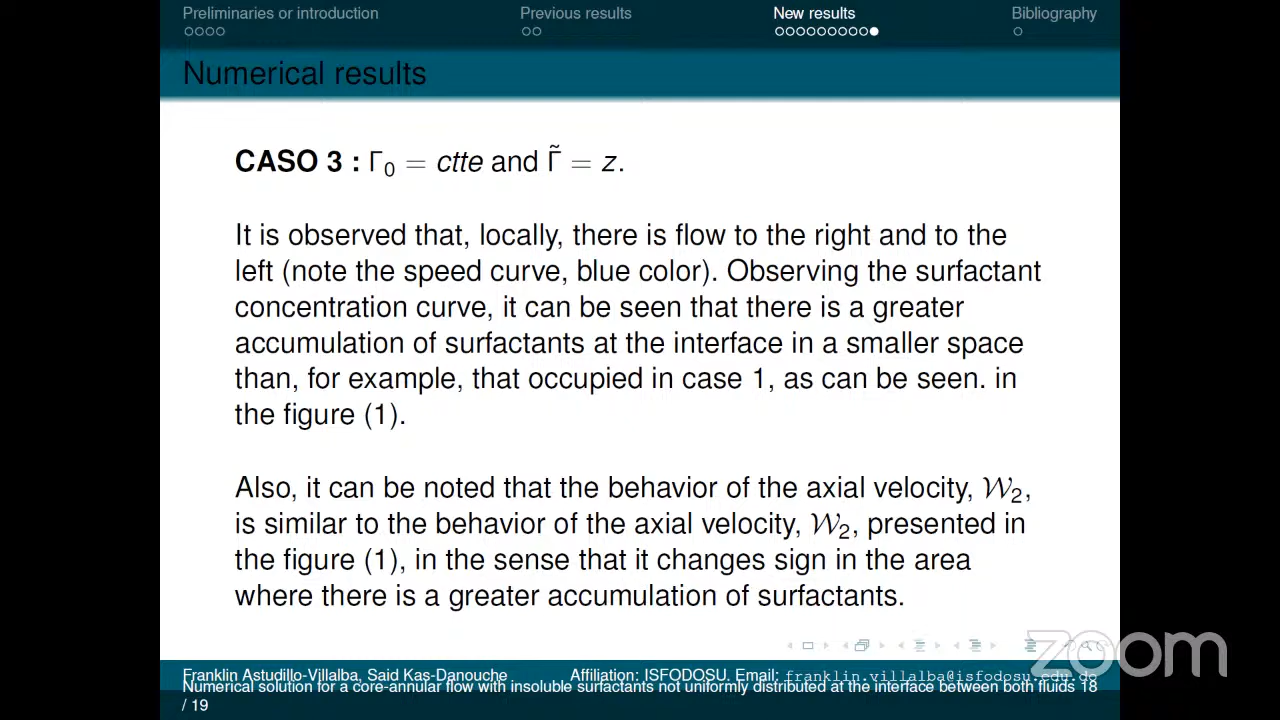 Preliminaries or introduction Previous results New results Bibliography
Numerical results
CASO 3 : Γ₀ = ctte and Γ̃ = z.
It is observed that, locally, there is flow to the right and to the
left (note the speed curve, blue color). Observing the surfactant
concentration curve, it can be seen that there is a greater
accumulation of surfactants at the interface in a smaller space
than, for example, that occupied in case 1, as can be seen. in
the figure (1).
Also, it can be noted that the behavior of the axial velocity, 𝒲₂,
is similar to the behavior of the axial velocity, 𝒲₂, presented in
the figure (1), in the sense that it changes sign in the area
where there is a greater accumulation of surfactants.
zoom
Franklin Astudillo-Villalba, Said Kas-Danouche Affiliation: ISFODOSU. Email: franklin.villalba@isfodosu.edu.do
Numerical solution for a core-annular flow with insoluble surfactants not uniformly distributed at the interface between both fluids 18
/ 19